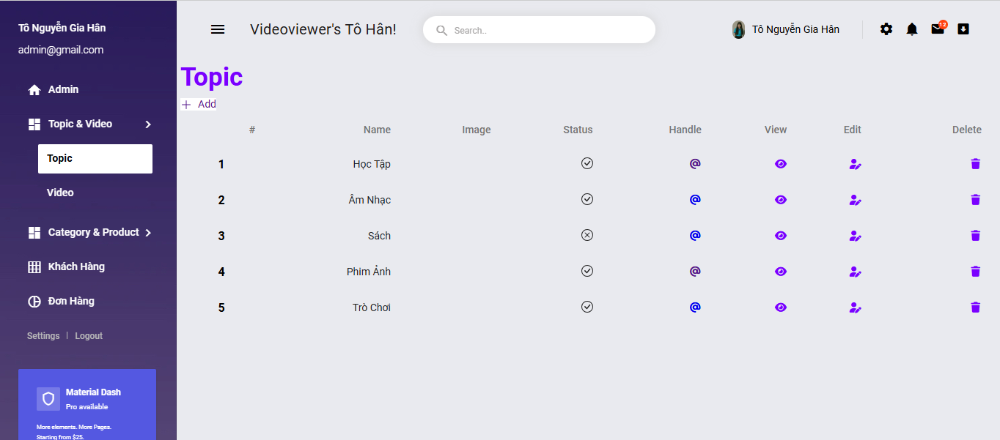 Tô Nguyễn Gia Hân
admin@gmail.com
Admin
Topic & Video
Topic
Video
Category & Product
Khách Hàng
Đơn Hàng
Settings | Logout
Material Dash
Pro available
More elements. More Pages.
Starting from $25.
Videoviewer's Tô Hân!
Search..
Tô Nguyễn Gia Hân
12
Topic
+ Add
# Name Image Status Handle View Edit Delete
1 Học Tập @
2 Âm Nhạc @
3 Sách @
4 Phim Ảnh @
5 Trò Chơi @